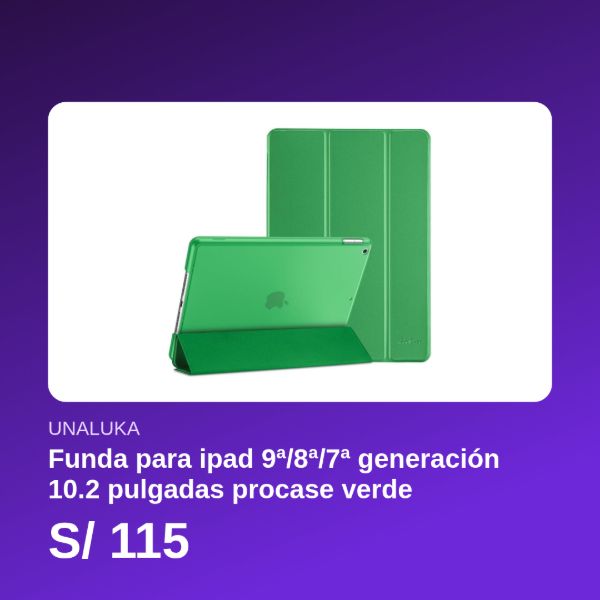 UNALUKA
Funda para ipad 9ª/8ª/7ª generación
10.2 pulgadas procase verde
S/ 115